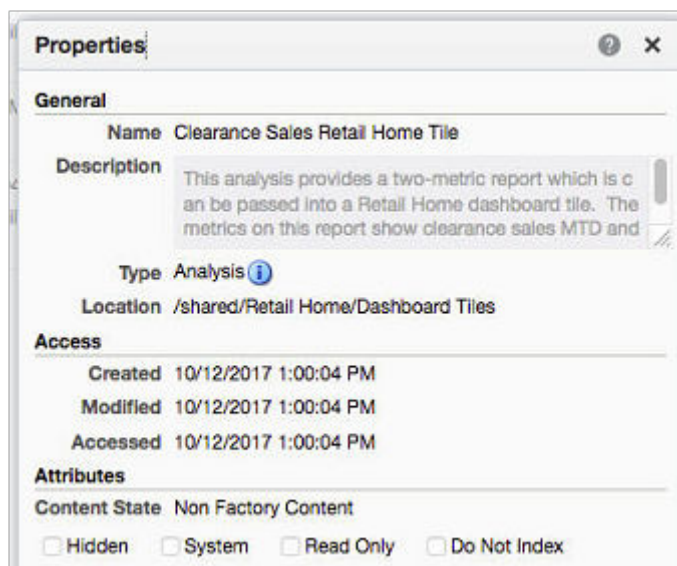 Properties
General
Name Clearance Sales Retail Home Tile
Description This analysis provides a two-metric report which is c
an be passed into a Retail Home dashboard tile. The
metrics on this report show clearance sales MTD and
Type Analysis
Location /shared/Retail Home/Dashboard Tiles
Access
Created 10/12/2017 1:00:04 PM
Modified 10/12/2017 1:00:04 PM
Accessed 10/12/2017 1:00:04 PM
Attributes
Content State Non Factory Content
Hidden System Read Only Do Not Index